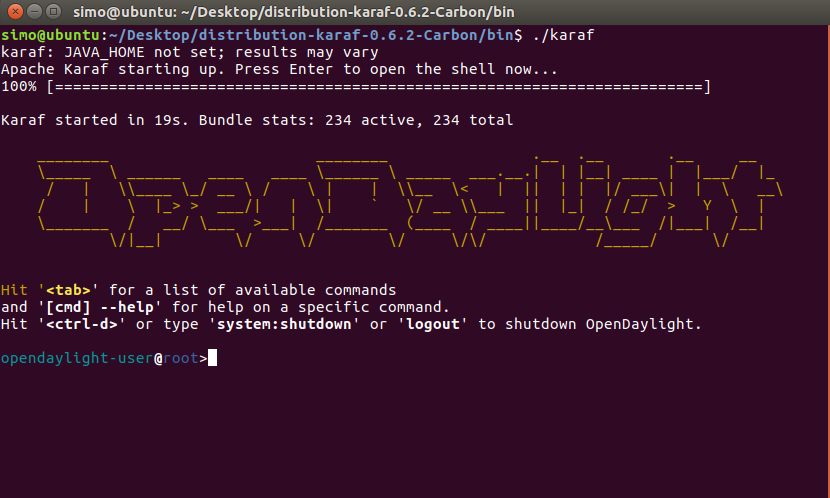 simo@ubuntu: ~/Desktop/distribution-karaf-0.6.2-Carbon/bin
simo@ubuntu:~/Desktop/distribution-karaf-0.6.2-Carbon/bin$ ./karaf
karaf: JAVA_HOME not set; results may vary
Apache Karaf starting up. Press Enter to open the shell now...
100% [========================================================================]
Karaf started in 19s. Bundle stats: 234 active, 234 total
OpenDaylight
Hit '<tab>' for a list of available commands
and '[cmd] --help' for help on a specific command.
Hit '<ctrl-d>' or type 'system:shutdown' or 'logout' to shutdown OpenDaylight.
opendaylight-user@root>